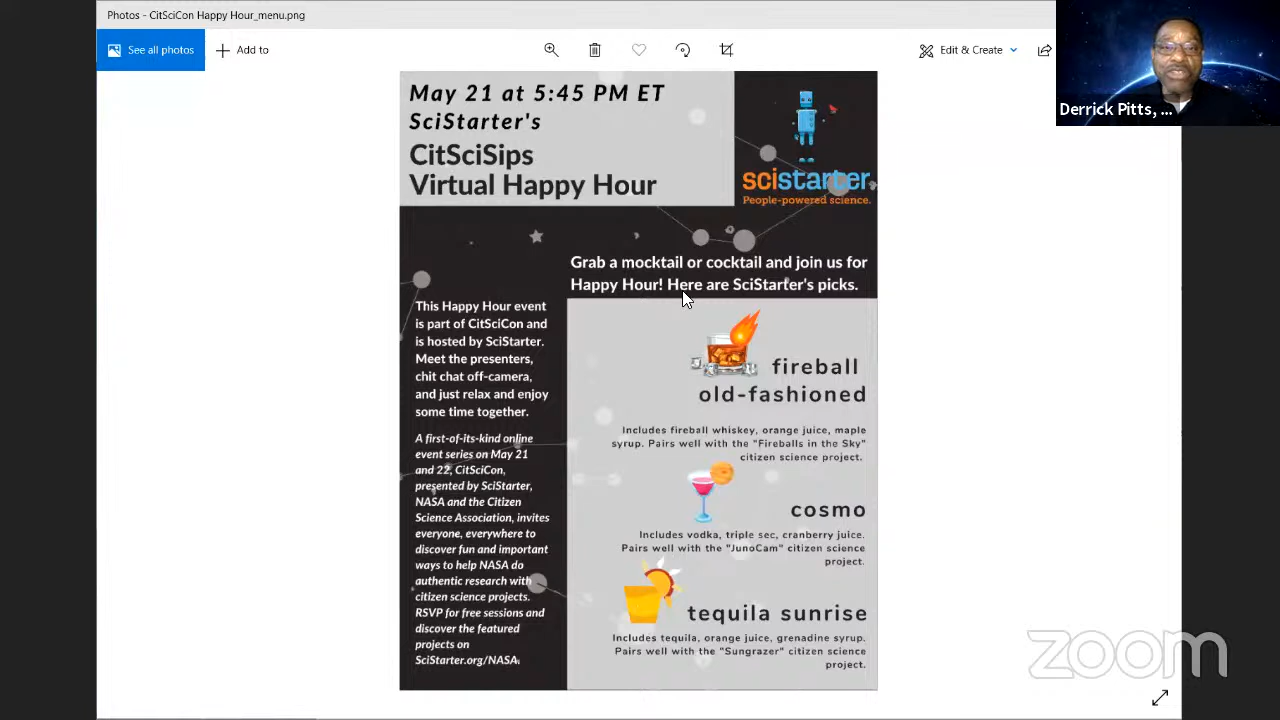 Photos - CitSciCon Happy Hour_menu.png
See all photos
Add to
Edit & Create
Derrick Pitts, ...
May 21 at 5:45 PM ET
SciStarter's
CitSciSips
Virtual Happy Hour
scistarter
People-powered science.
Grab a mocktail or cocktail and join us for
Happy Hour! Here are SciStarter's picks.
This Happy Hour event
is part of CitSciCon and
is hosted by SciStarter.
Meet the presenters,
chit chat off-camera,
and just relax and enjoy
some time together.
A first-of-its-kind online
event series on May 21
and 22, CitSciCon,
presented by SciStarter,
NASA and the Citizen
Science Association, invites
everyone, everywhere to
discover fun and important
ways to help NASA do
authentic research with
citizen science projects.
RSVP for free sessions and
discover the featured
projects on
SciStarter.org/NASA.
fireball
old-fashioned
Includes fireball whiskey, orange juice, maple
syrup. Pairs well with the "Fireballs in the Sky"
citizen science project.
cosmo
Includes vodka, triple sec, cranberry juice.
Pairs well with the "JunoCam" citizen science
project.
tequila sunrise
Includes tequila, orange juice, grenadine syrup.
Pairs well with the "Sungrazer" citizen science
project.
zoom